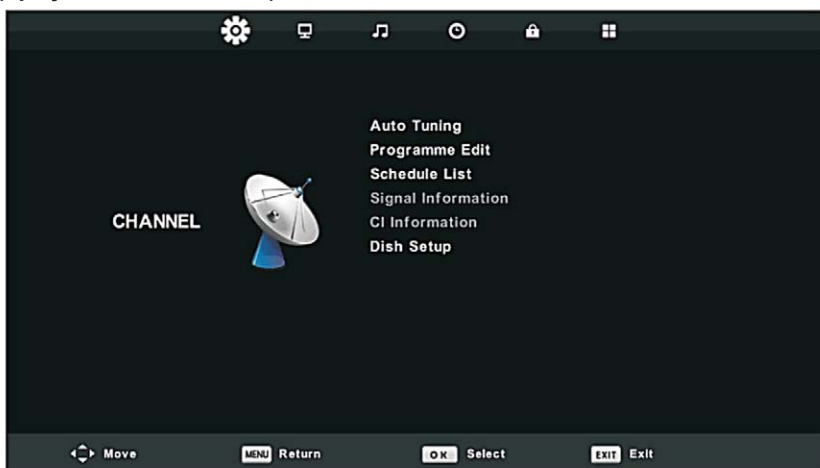 Auto Tuning
Programme Edit
Schedule List
Signal Information
CHANNEL
CI Information
Dish Setup
Move MENU Return OK Select EXIT Exit